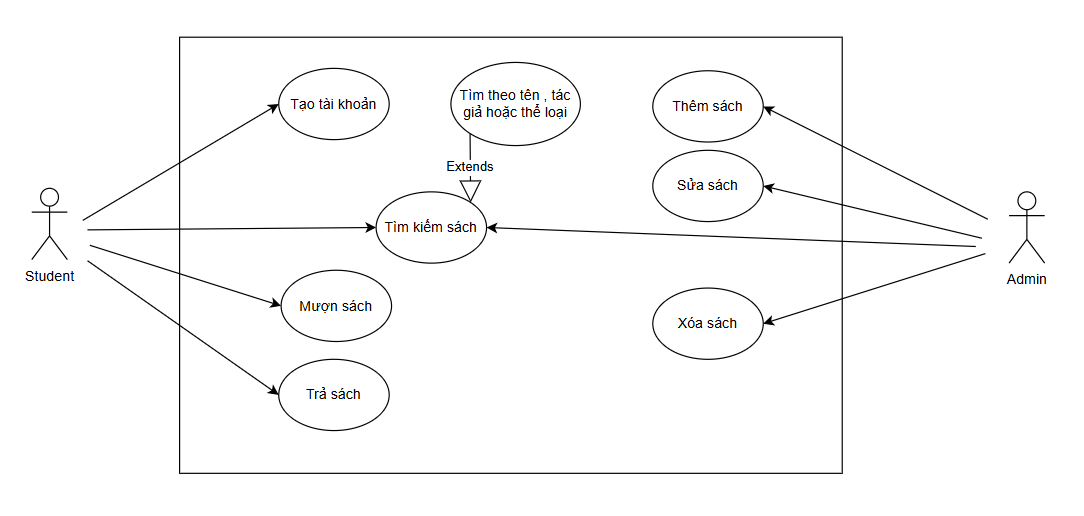 Tạo tài khoản
Tìm theo tên , tác
giả hoặc thể loại
Thêm sách
Extends
Sửa sách
Tìm kiếm sách
Student
Admin
Mượn sách
Xóa sách
Trả sách